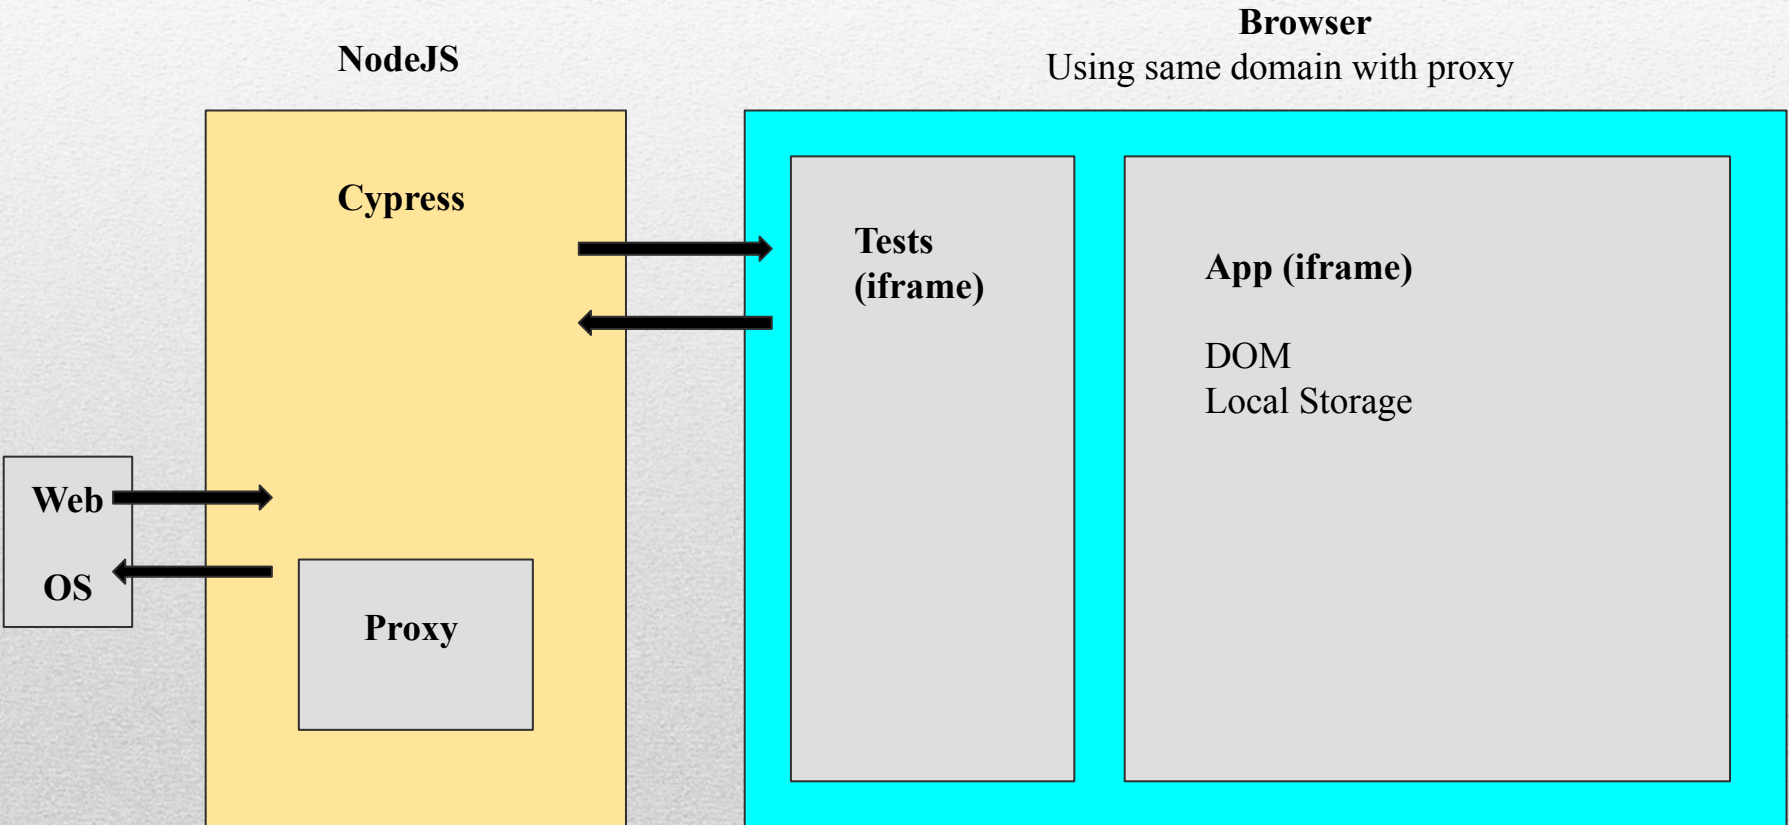 NodeJS
Browser
Using same domain with proxy
Cypress
Tests
(iframe)
App (iframe)
DOM
Local Storage
Web
OS
Proxy